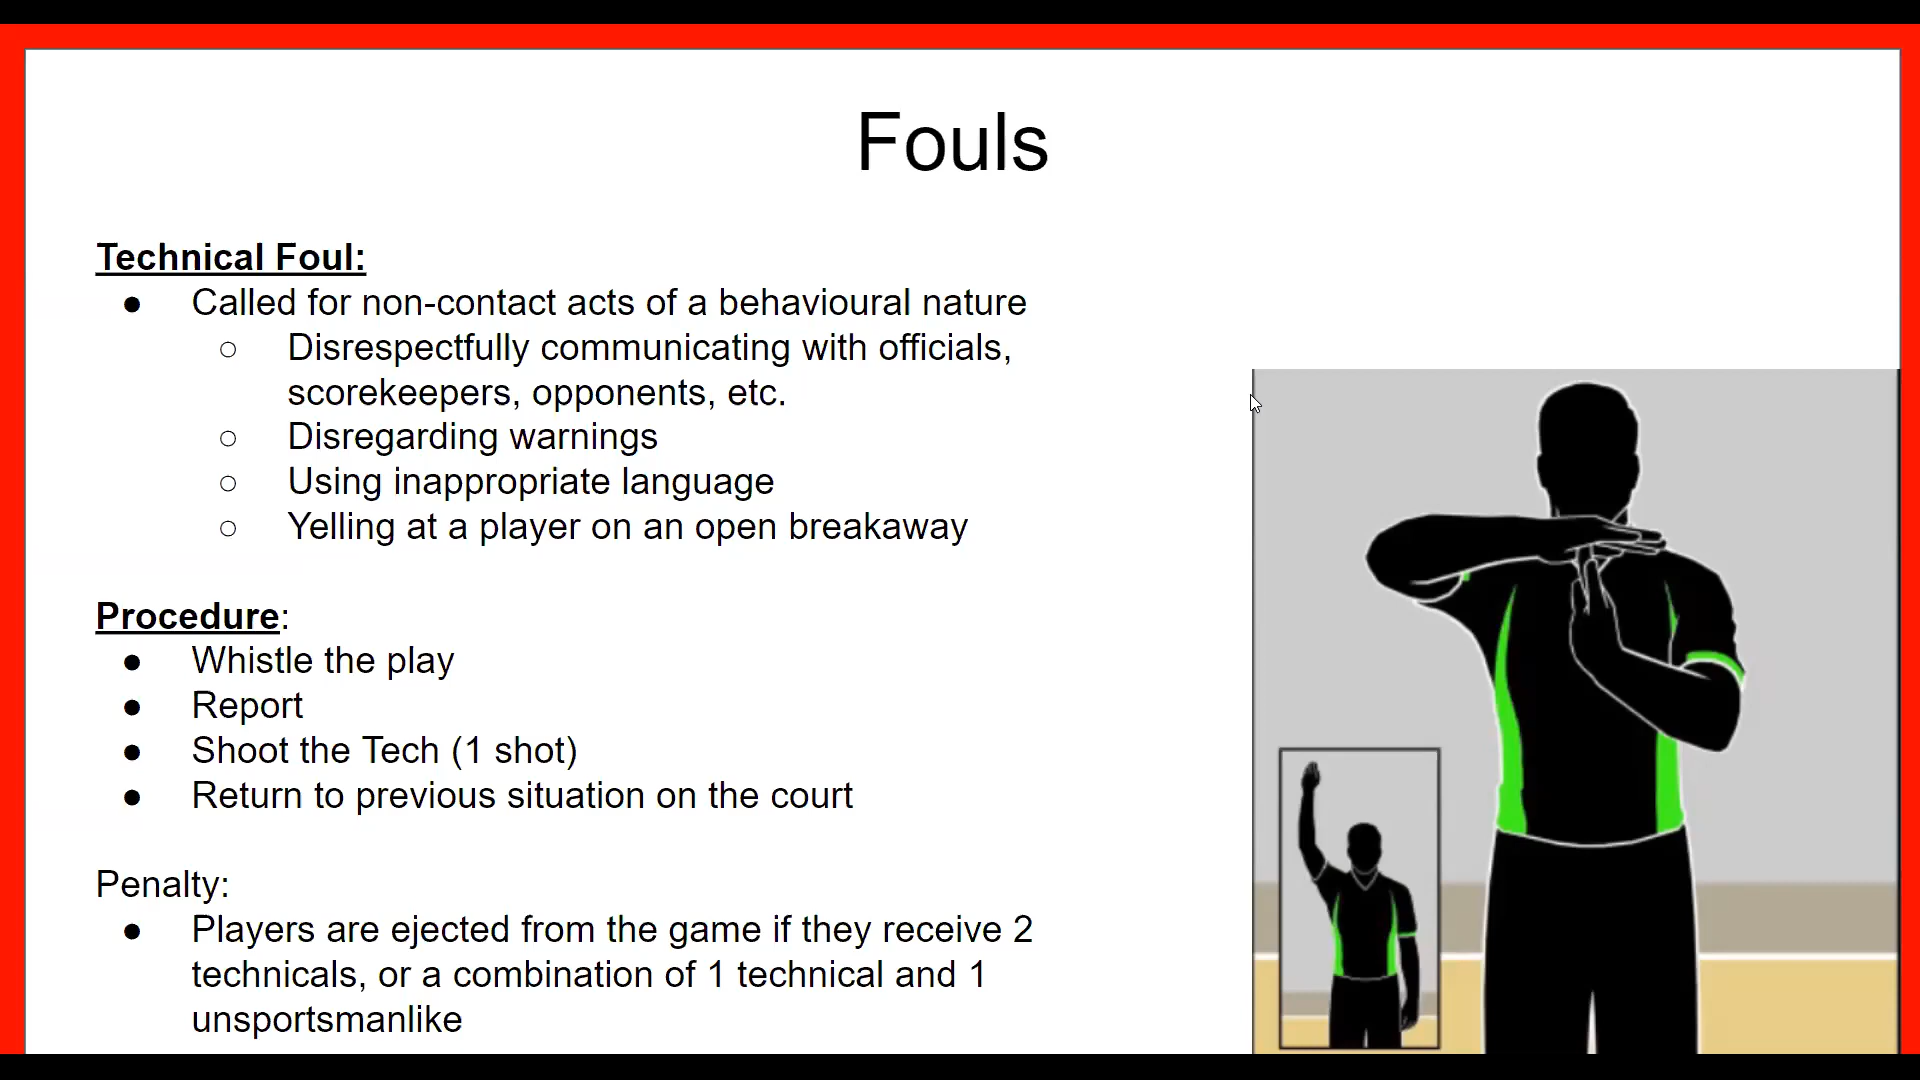 Fouls
Technical Foul:
● Called for non-contact acts of a behavioural nature
○ Disrespectfully communicating with officials,
scorekeepers, opponents, etc.
○ Disregarding warnings
○ Using inappropriate language
○ Yelling at a player on an open breakaway
Procedure:
● Whistle the play
● Report
● Shoot the Tech (1 shot)
● Return to previous situation on the court
Penalty:
● Players are ejected from the game if they receive 2
technicals, or a combination of 1 technical and 1
unsportsmanlike